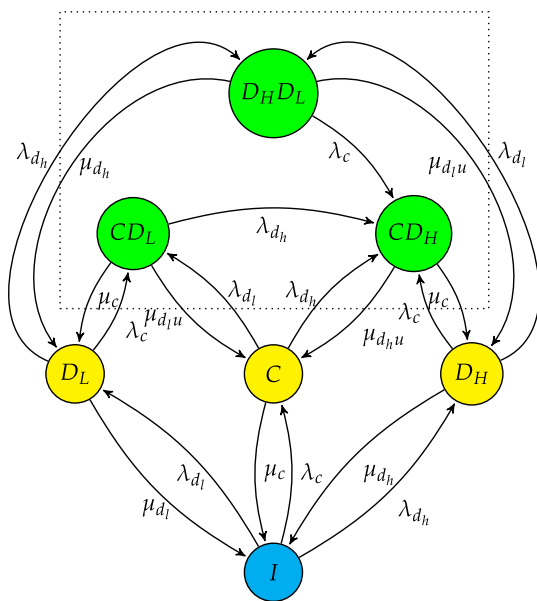 D_H D_L
λ_{d_h}
μ_{d_h}
λ_c
μ_{d_l u}
λ_{d_l}
CD_L
λ_{d_h}
CD_H
μ_c
λ_c
μ_{d_l u}
λ_{d_l}
λ_{d_h}
μ_{d_h u}
λ_c
μ_c
D_L
C
D_H
μ_{d_l}
λ_{d_l}
μ_c
λ_c
μ_{d_h}
λ_{d_h}
I